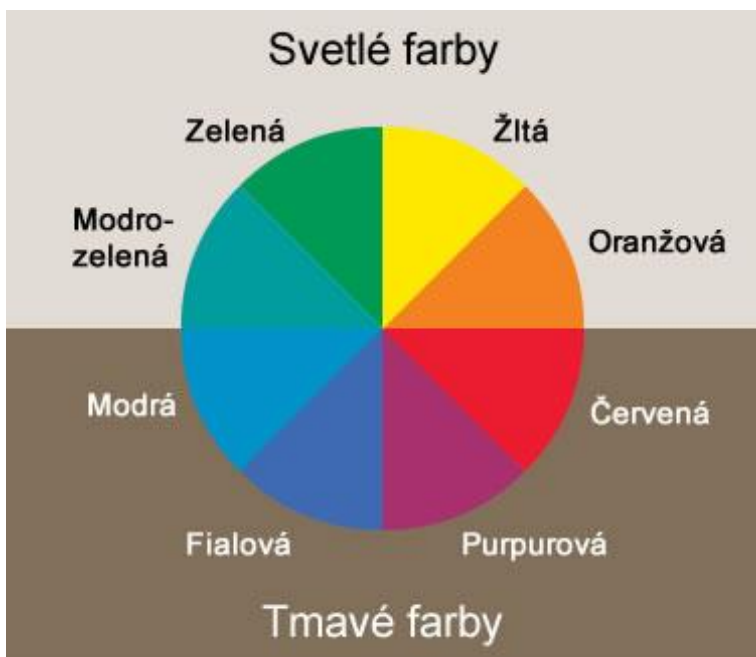 Svetlé farby
Zelená
Žltá
Modro-
zelená
Oranžová
Modrá
Červená
Fialová
Purpurová
Tmavé farby